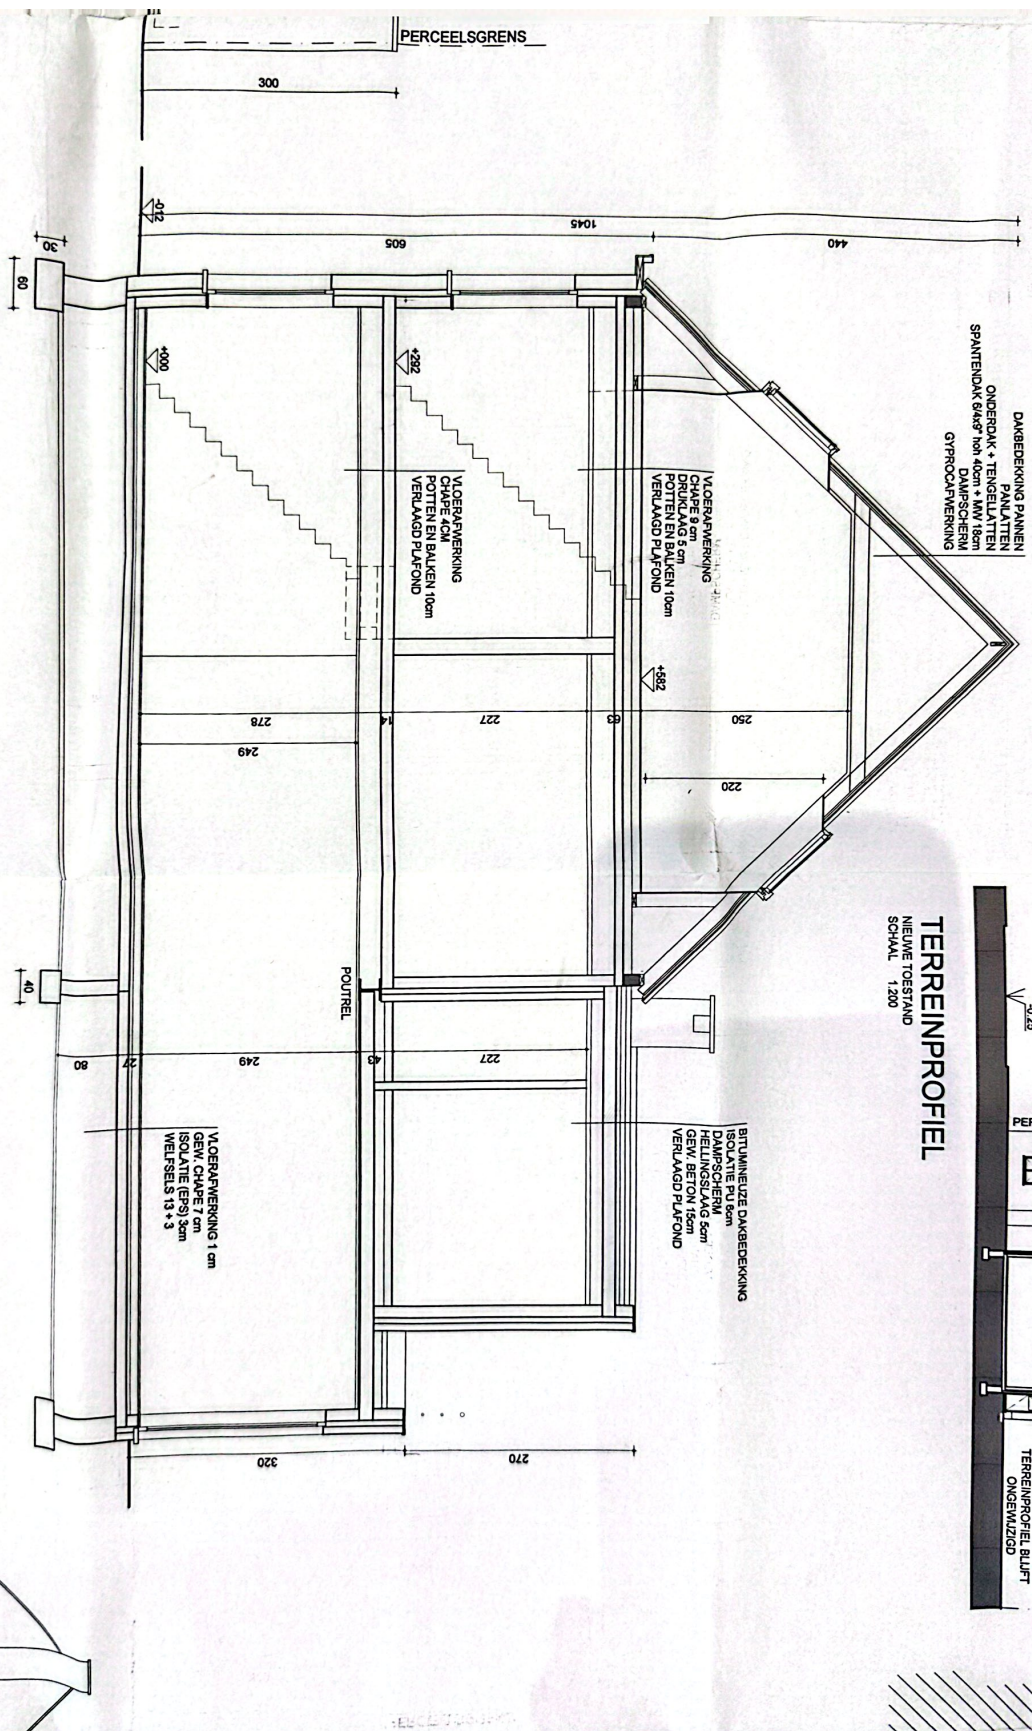 PERCEELSGRENS
300
-012
1045
605
440
30
60
DAKBEDEKKING PANNEN
PANLATTEN
ONDERDAK + TENGELLATTEN
SPANTENDAK 6/4x9" hoh 40cm + MW 18cm
DAMPSCHERM
GYPROCAFWERKING
+000
+292
VLOERAFWERKING
CHAPE 4CM
POTTEN EN BALKEN 10cm
VERLAAGD PLAFOND
VLOERAFWERKING
CHAPE 9 cm
DRUKLAAG 5 cm
POTTEN EN BALKEN 10cm
VERLAAGD PLAFOND
+582
278
14
227
63
250
249
220
POUTREL
40
80
27
249
43
227
VLOERAFWERKING 1 cm
GEW. CHAPE 7 cm
ISOLATIE (EPS) 3cm
WELFSELS 13 + 3
BITUMINEUZE DAKBEDEKKING
ISOLATIE PU 8cm
DAMPSCHERM
HELLINGSLAAG 5cm
GEW. BETON 15cm
VERLAAGD PLAFOND
320
270
TERREINPROFIEL
NIEUWE TOESTAND
SCHAAL 1.200
TERREINPROFIEL BLIJFT
ONGEWIJZIGD